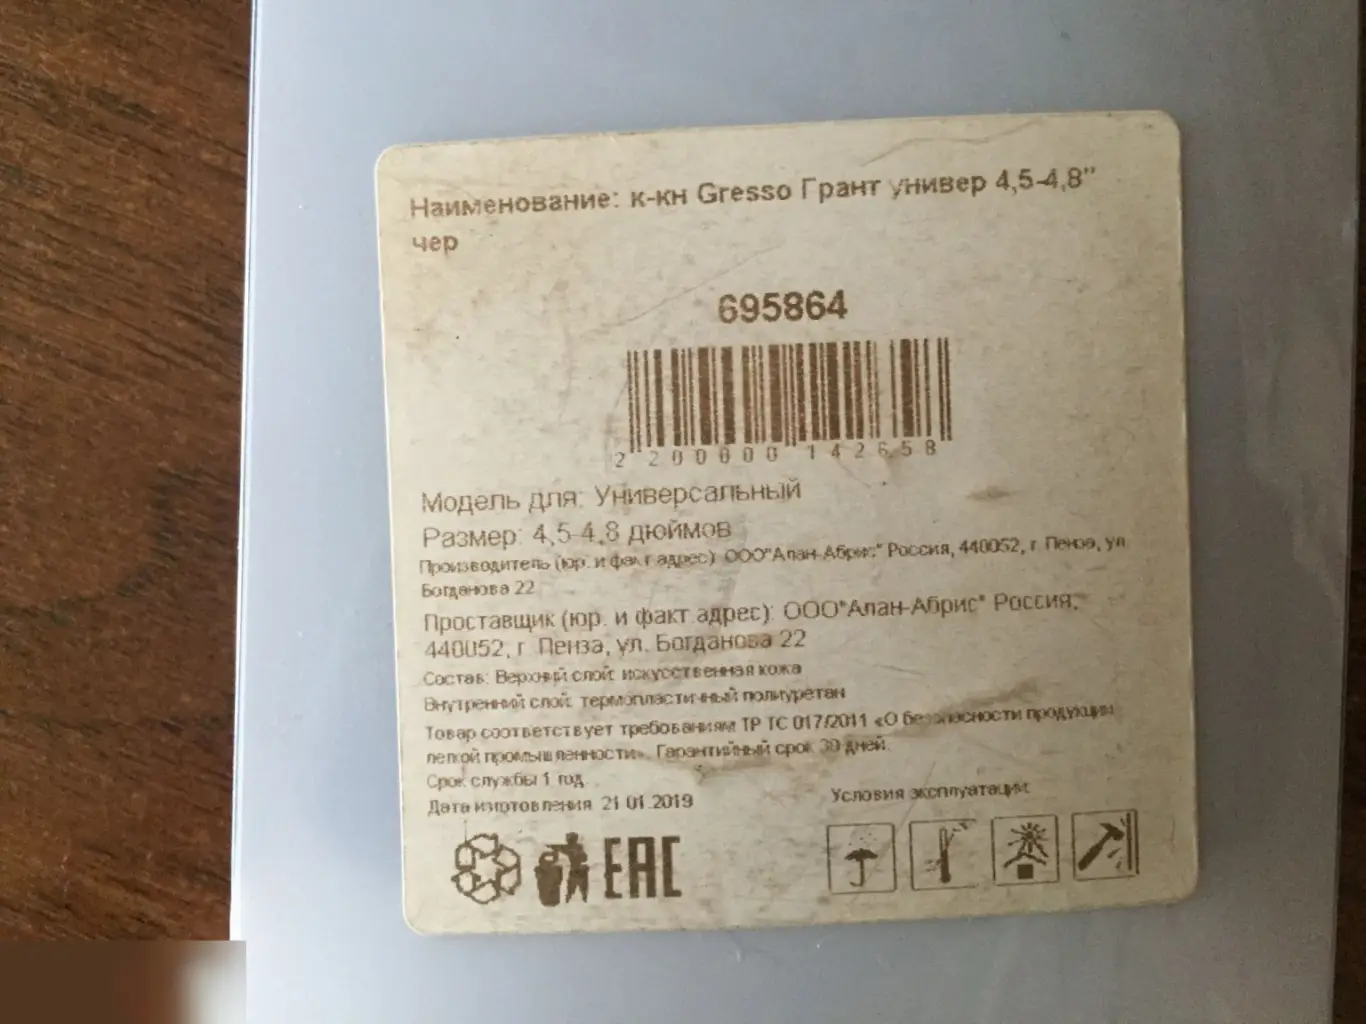 Наименование: к-кн Gresso Грант универ 4,5-4,8"
чер
695864
2 200000 142658
Модель для: Универсальный
Размер: 4,5-4,8 дюймов
Производитель (юр. и факт адрес): ООО"Алан-Абрис" Россия, 440052, г. Пенза, ул.
Богданова 22
Проставщик (юр. и факт адрес): ООО"Алан-Абрис" Россия,
440052, г. Пенза, ул. Богданова 22
Состав: Верхний слой: искусственная кожа
Внутренний слой: термопластичный полиуретан
Товар соответствует требованиям ТР ТС 017/2011 «О безопасности продукции
легкой промышленности». Гарантийный срок 30 дней.
Срок службы 1 год.
Дата изготовления 21.01.2019
Условия эксплуатации:
EAC